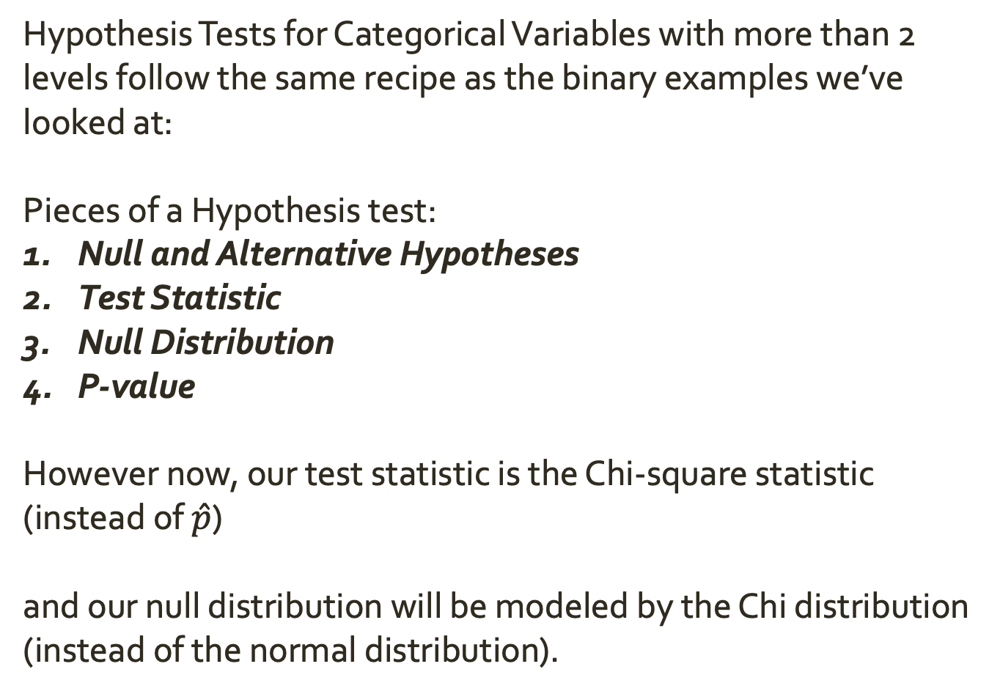 Hypothesis Tests for Categorical Variables with more than 2
levels follow the same recipe as the binary examples we’ve
looked at:
Pieces of a Hypothesis test:
1. Null and Alternative Hypotheses
2. Test Statistic
3. Null Distribution
4. P-value
However now, our test statistic is the Chi-square statistic
(instead of p̂)
and our null distribution will be modeled by the Chi distribution
(instead of the normal distribution).